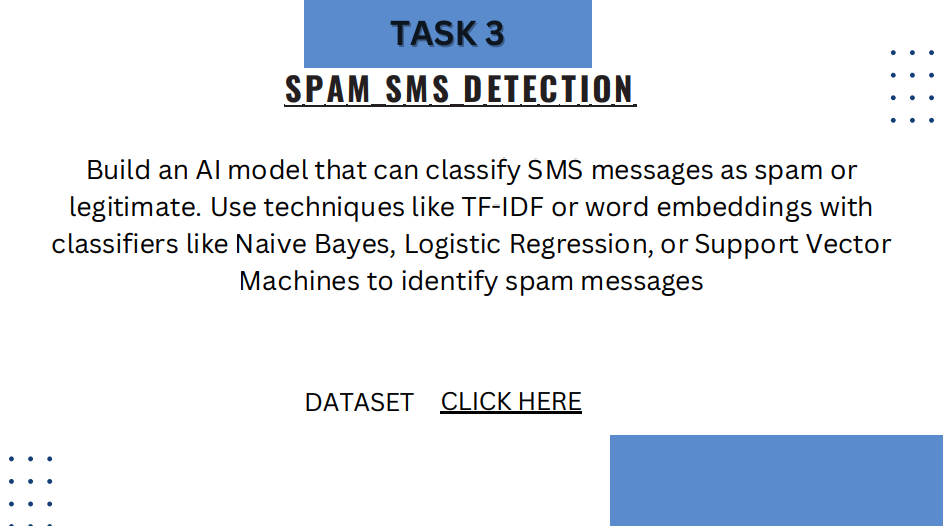 TASK 3
SPAM SMS DETECTION
Build an AI model that can classify SMS messages as spam or
legitimate. Use techniques like TF-IDF or word embeddings with
classifiers like Naive Bayes, Logistic Regression, or Support Vector
Machines to identify spam messages
DATASET CLICK HERE